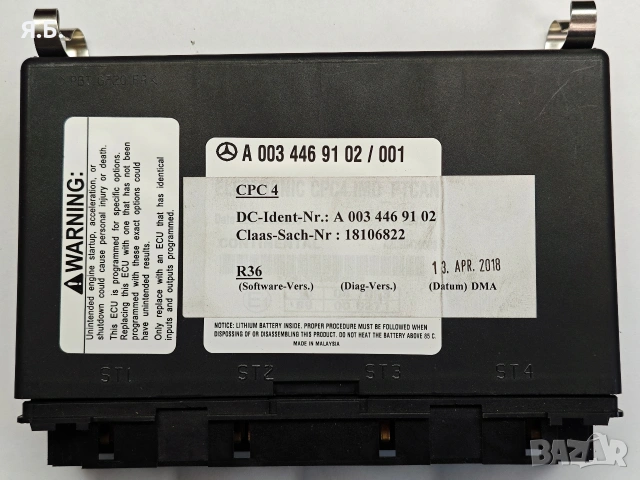 Я.Б.
WARNING:
Unintended engine startup, acceleration, or
shutdown could cause personal injury or death.
This ECU is programmed for specific options.
Replacing this ECU with one that has not been
programmed with these exact options could
have unintended results.
Only replace with an ECU that has identical
inputs and outputs programmed.
A 003 446 91 02 / 001
CPC 4
DC-Ident-Nr.: A 003 446 91 02
Claas-Sach-Nr : 18106822
R36 13. APR. 2018
(Software-Vers.) (Diag-Vers.) (Datum) DMA
NOTICE: LITHIUM BATTERY INSIDE. PROPER PROCEDURE MUST BE FOLLOWED WHEN
DISPOSSING OF OR DISASSEMBLING THIS PRODUCT. DO NOT HEAT THE BATTERY ABOVE 85 C.
MADE IN MALAYSIA
ST1 ST2 ST3 ST4
BAZAR